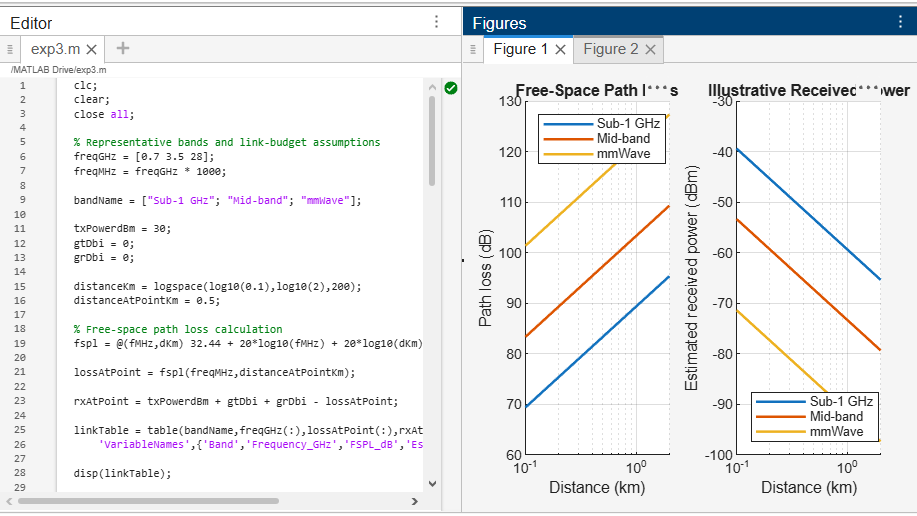 Editor
exp3.m
/MATLAB Drive/exp3.m
1 clc;
2 clear;
3 close all;
4
5 % Representative bands and link-budget assumptions
6 freqGHz = [0.7 3.5 28];
7 freqMHz = freqGHz * 1000;
8
9 bandName = ["Sub-1 GHz"; "Mid-band"; "mmWave"];
10
11 txPowerdBm = 30;
12 gtDbi = 0;
13 grDbi = 0;
14
15 distanceKm = logspace(log10(0.1),log10(2),200);
16 distanceAtPointKm = 0.5;
17
18 % Free-space path loss calculation
19 fspl = @(fMHz,dKm) 32.44 + 20*log10(fMHz) + 20*log10(dKm)
20
21 lossAtPoint = fspl(freqMHz,distanceAtPointKm);
22
23 rxAtPoint = txPowerdBm + gtDbi + grDbi - lossAtPoint;
24
25 linkTable = table(bandName,freqGHz(:),lossAtPoint(:),rxAt
26 'VariableNames',{'Band','Frequency_GHz','FSPL_dB','Es
27
28 disp(linkTable);
29
Figures
Figure 1
Figure 2
Free-Space Path l···s
130
120
110
100
90
80
70
60
Path loss (dB)
Sub-1 GHz
Mid-band
mmWave
10-1
100
Distance (km)
Illustrative Received···wer
-30
-40
-50
-60
-70
-80
-90
-100
Estimated received power (dBm)
Sub-1 GHz
Mid-band
mmWave
10-1
100
Distance (km)